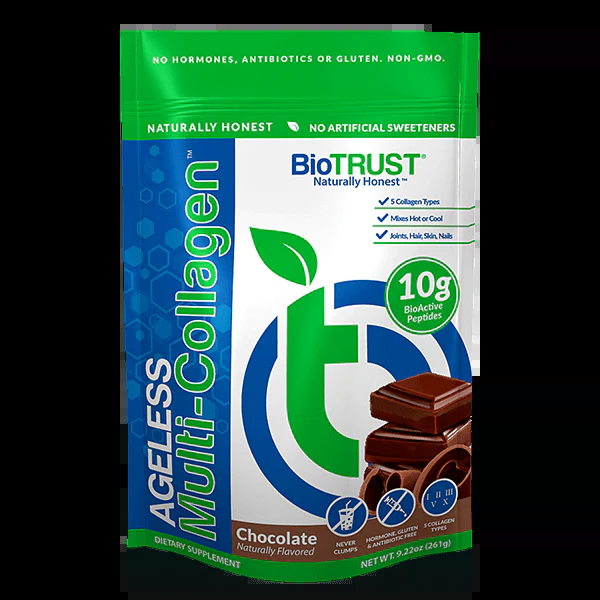 NO HORMONES, ANTIBIOTICS OR GLUTEN. NON-GMO.
NATURALLY HONEST NO ARTIFICIAL SWEETENERS
BioTRUST®
Naturally Honest™
5 Collagen Types
Mixes Hot or Cool
Joints, Hair, Skin, Nails
10g
BioActive
Peptides
AGELESS
Multi-Collagen™
t
Chocolate
Naturally Flavored
NEVER
CLUMPS
HORMONE, GLUTEN
& ANTIBIOTIC FREE
I II III
V X
5 COLLAGEN
TYPES
DIETARY SUPPLEMENT
NET WT. 9.22oz (261g)